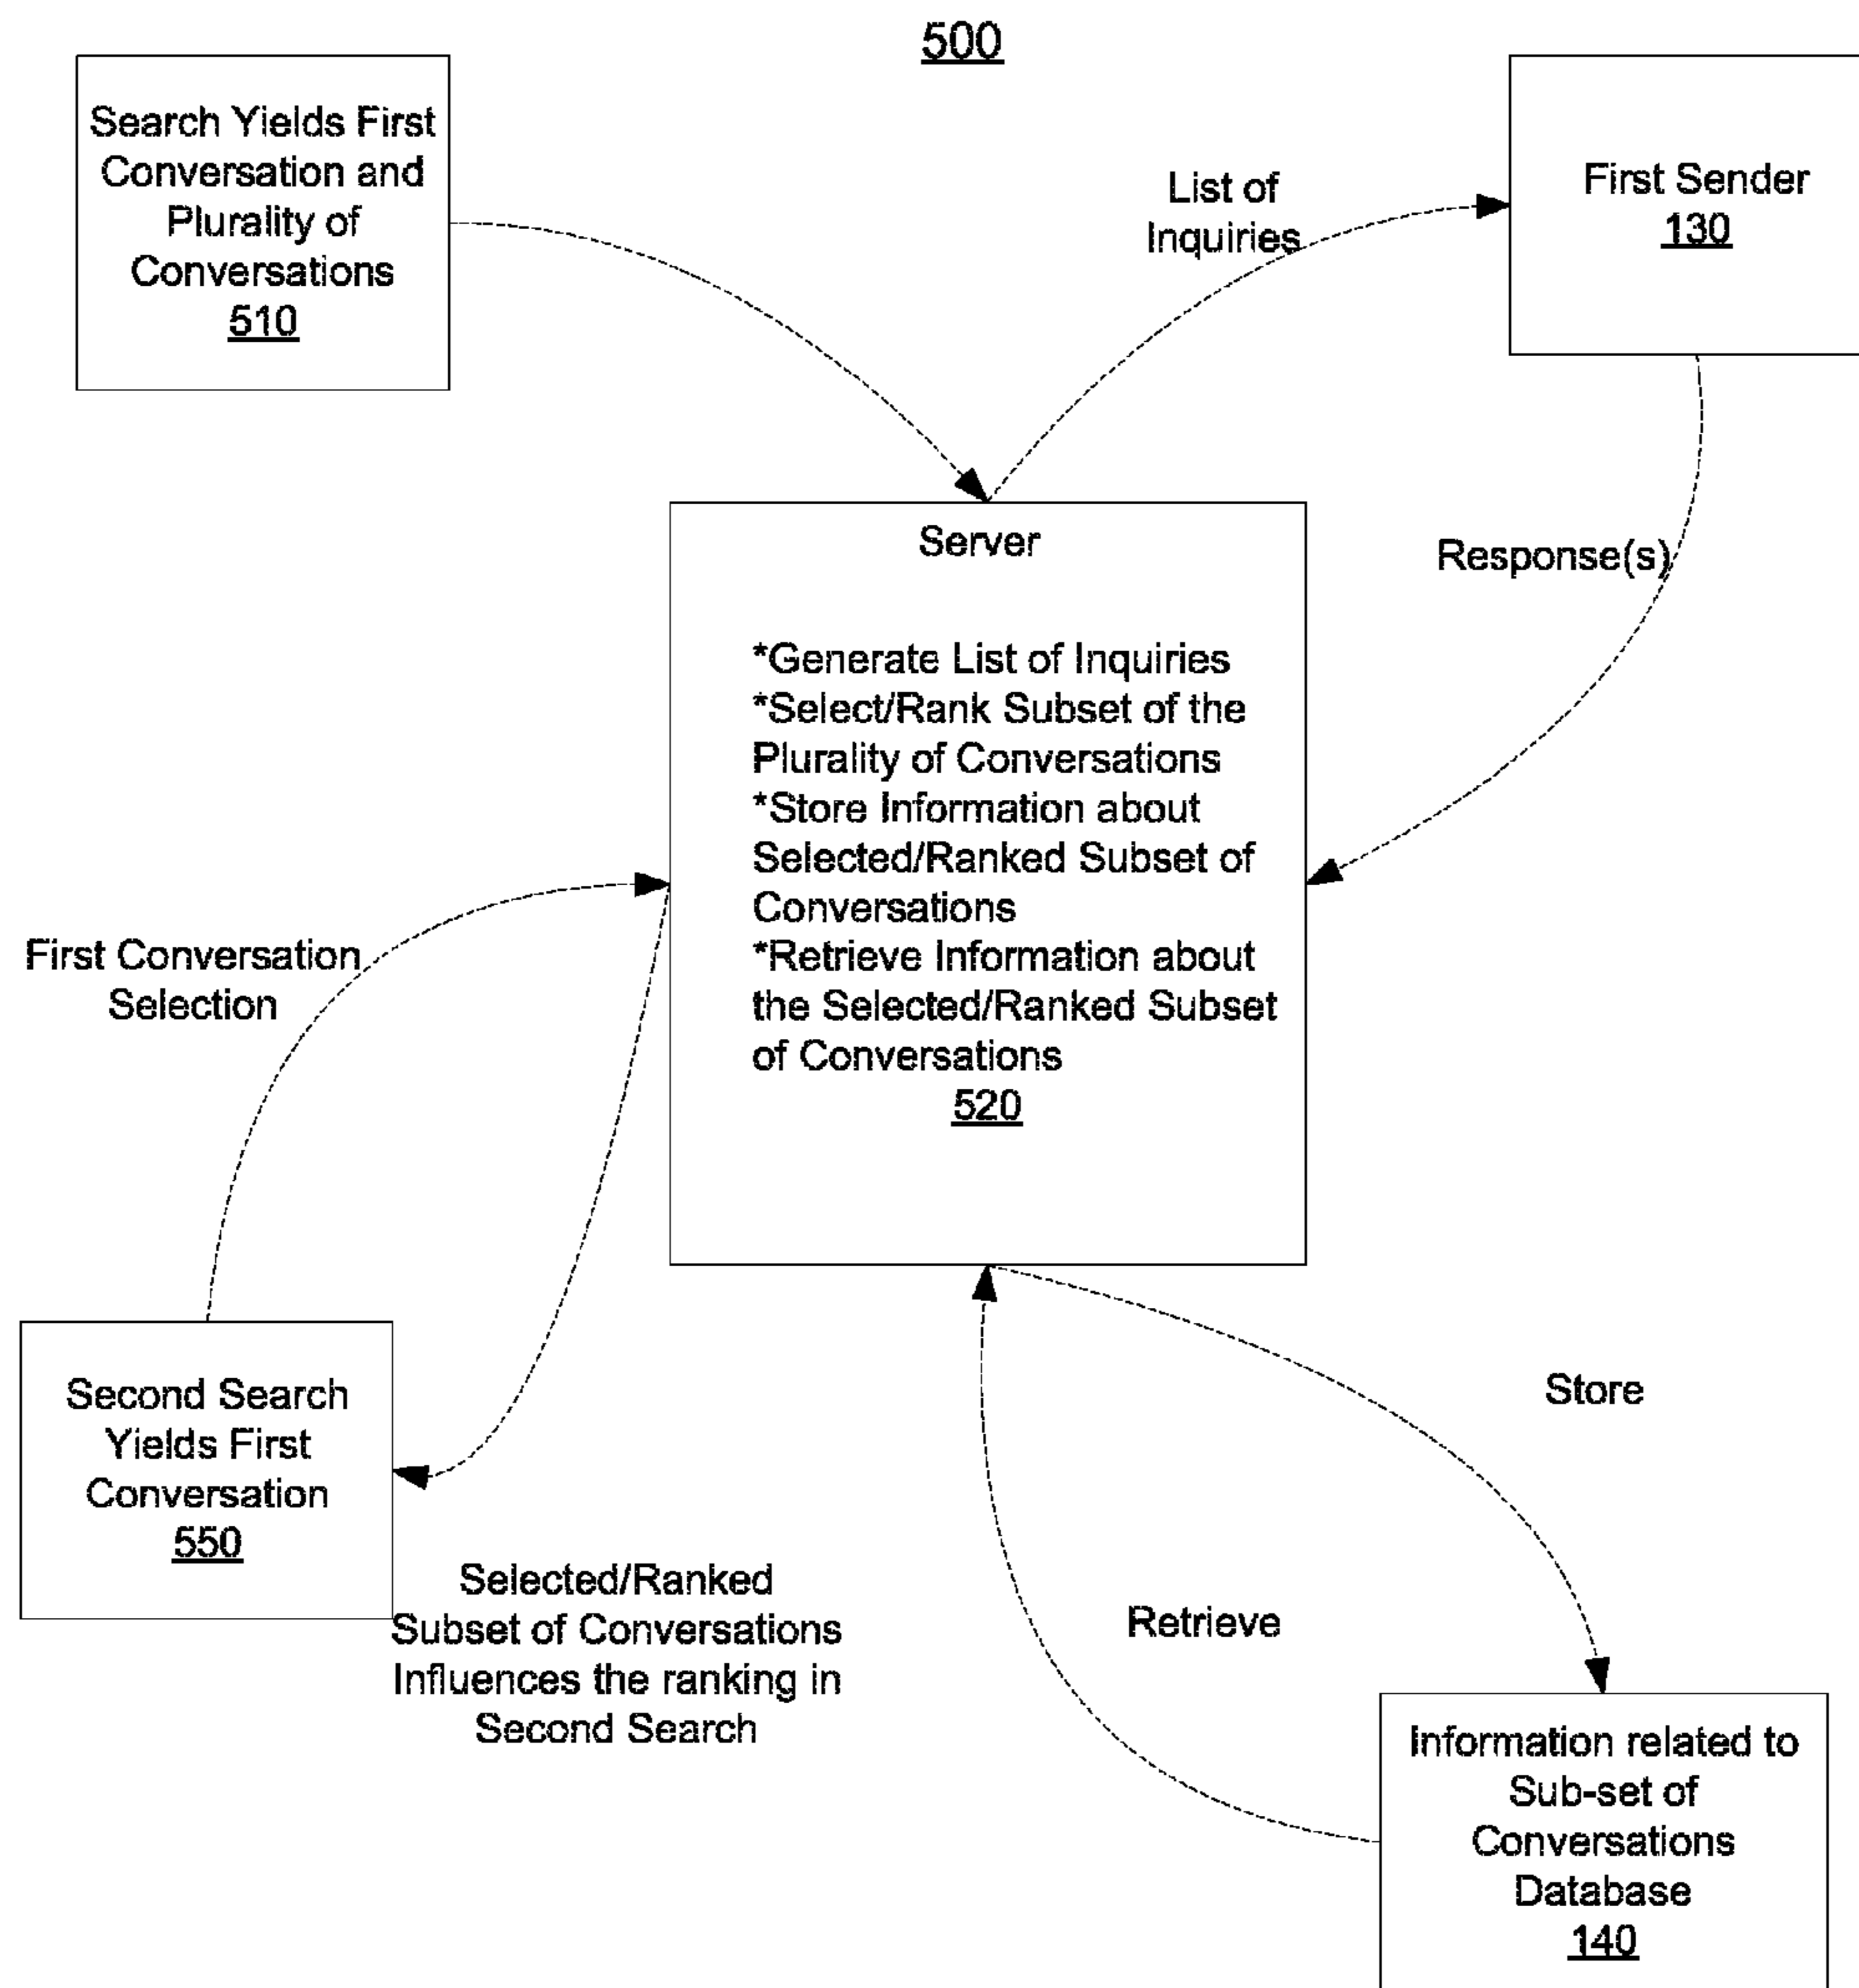 500
Search Yields First
Conversation and
Plurality of
Conversations
510
List of
Inquiries
First Sender
130
Server
*Generate List of Inquiries
*Select/Rank Subset of the
Plurality of Conversations
*Store Information about
Selected/Ranked Subset of
Conversations
*Retrieve Information about
the Selected/Ranked Subset
of Conversations
520
Response(s)
First Conversation
Selection
Second Search
Yields First
Conversation
550
Selected/Ranked
Subset of Conversations
Influences the ranking in
Second Search
Store
Retrieve
Information related to
Sub-set of
Conversations
Database
140